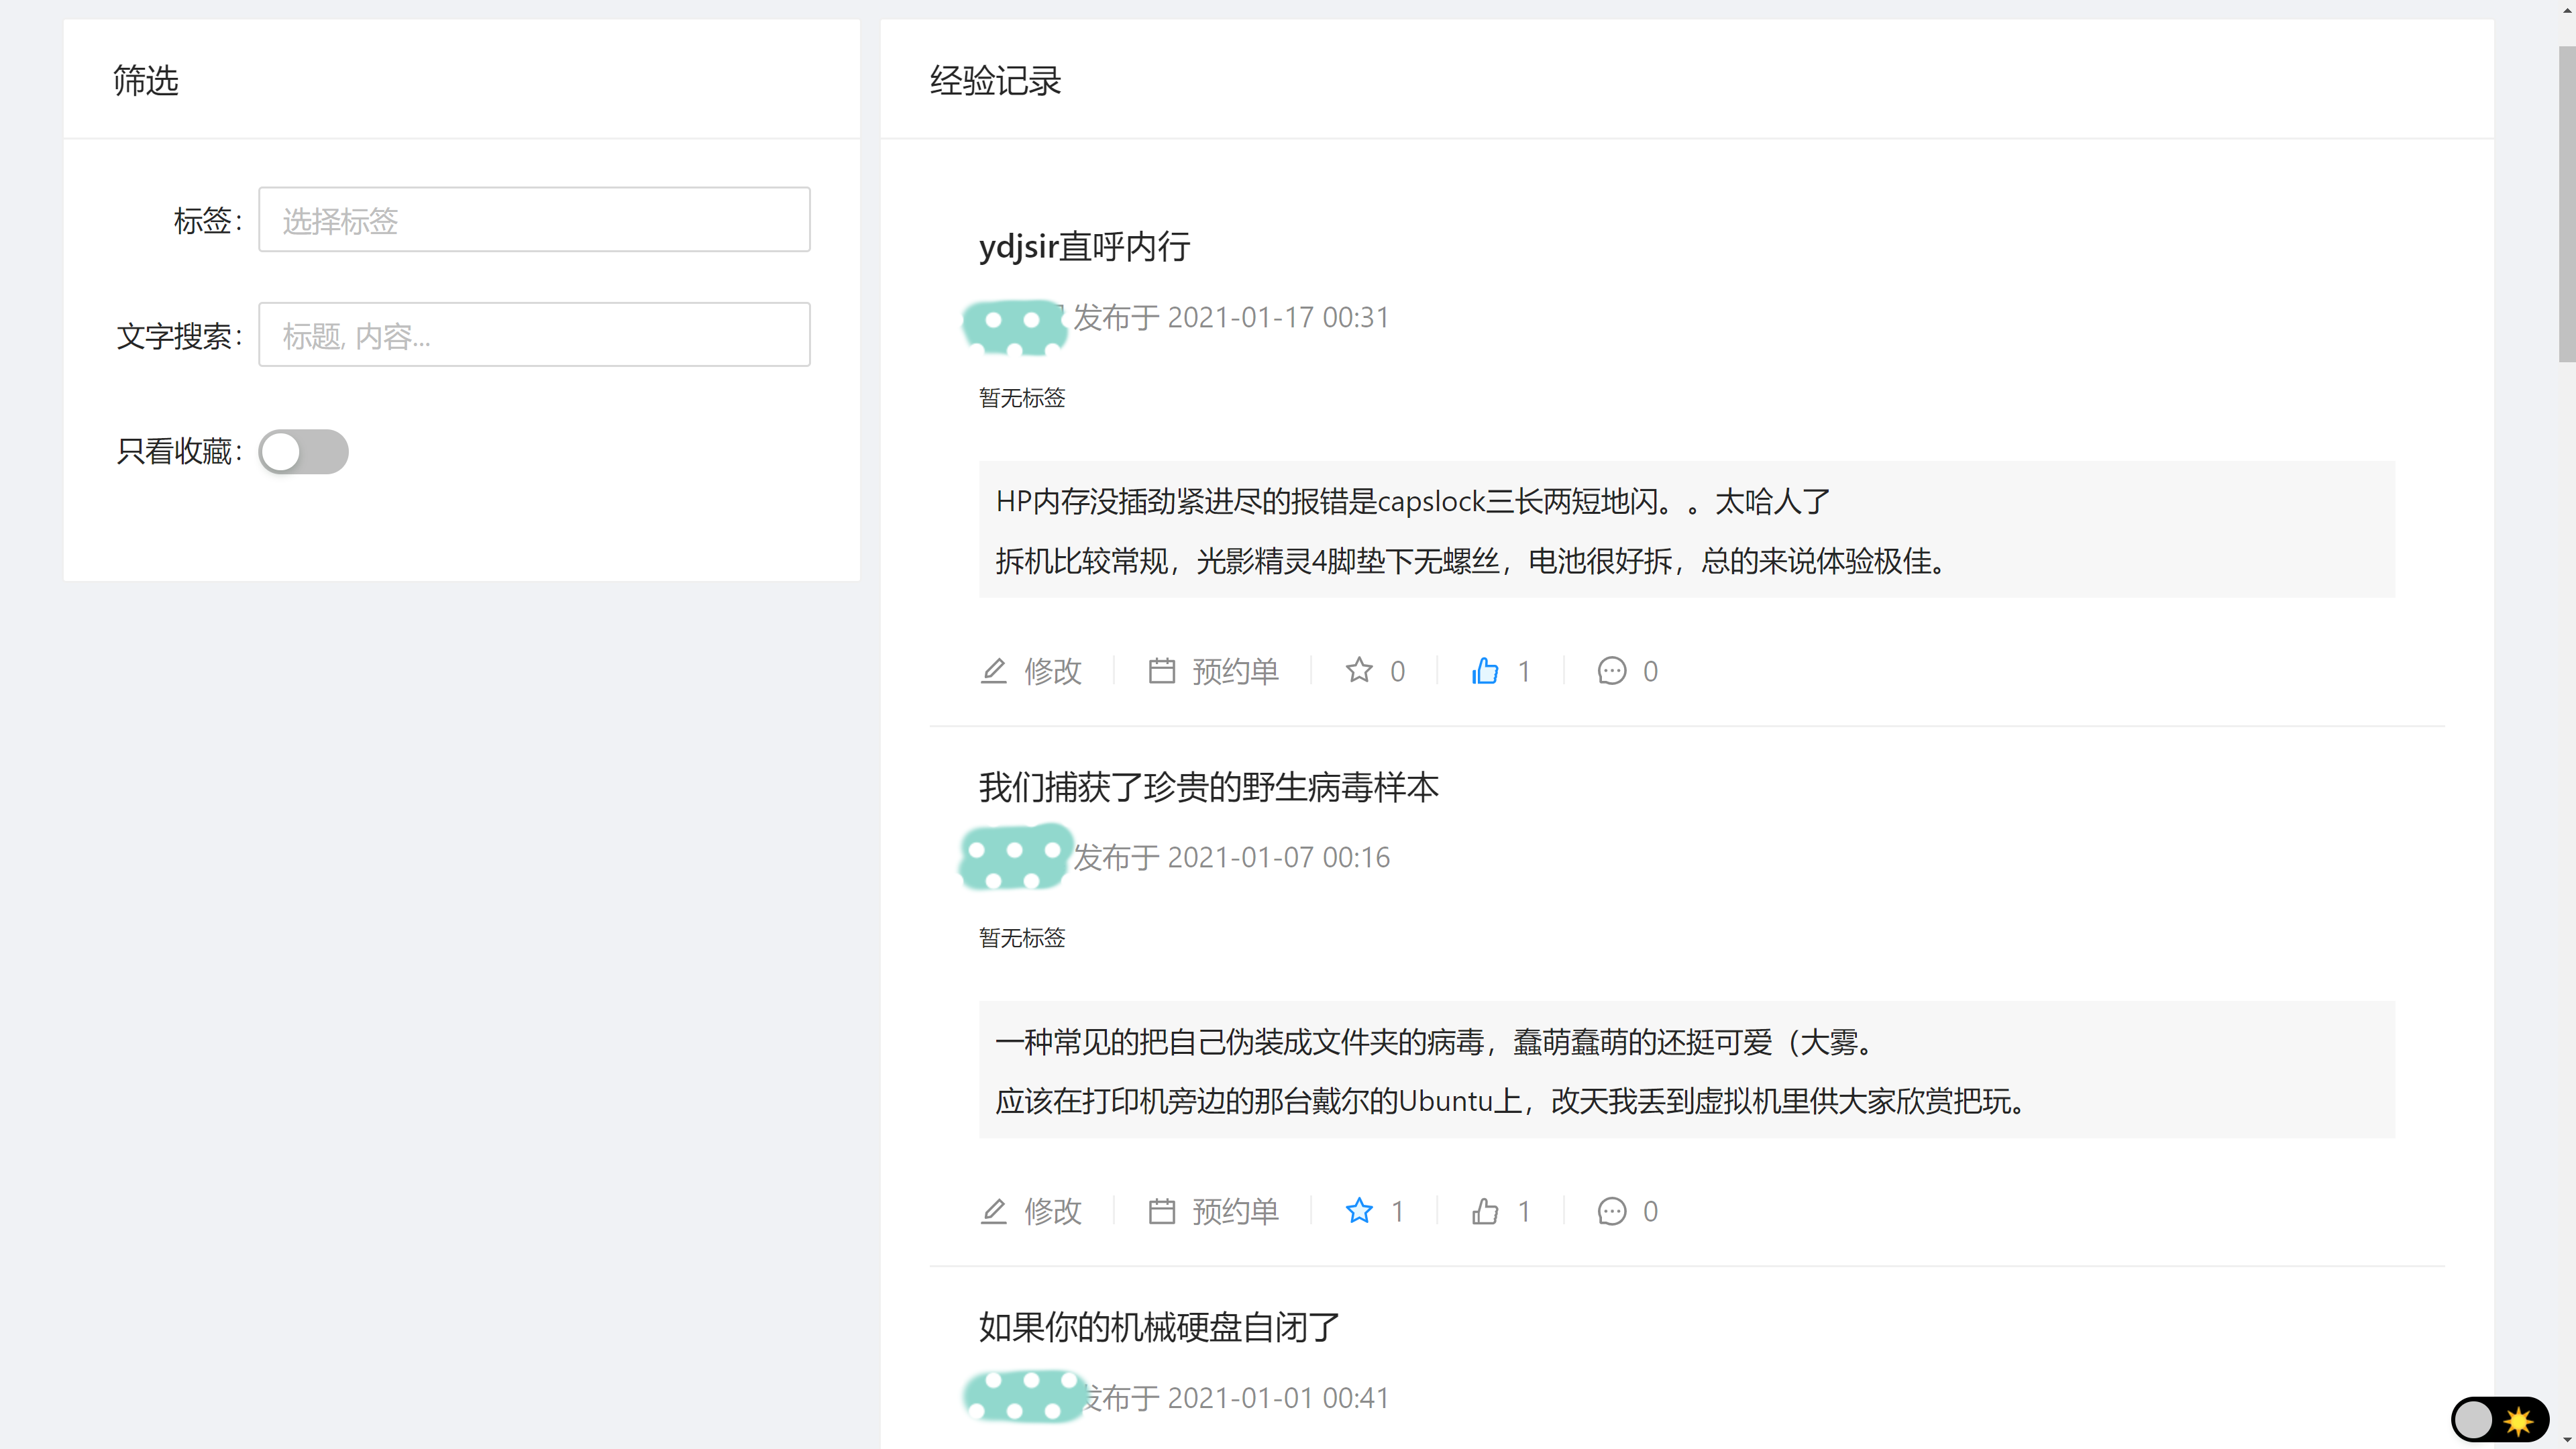 筛选
标签:
选择标签
文字搜索:
标题, 内容...
只看收藏:
经验记录
ydjsir直呼内行
发布于 2021-01-17 00:31
暂无标签
HP内存没插劲紧进尽的报错是capslock三长两短地闪。。太哈人了
拆机比较常规，光影精灵4脚垫下无螺丝，电池很好拆，总的来说体验极佳。
修改 预约单 0 1 0
我们捕获了珍贵的野生病毒样本
发布于 2021-01-07 00:16
暂无标签
一种常见的把自己伪装成文件夹的病毒，蠢萌蠢萌的还挺可爱（大雾。
应该在打印机旁边的那台戴尔的Ubuntu上，改天我丢到虚拟机里供大家欣赏把玩。
修改 预约单 1 1 0
如果你的机械硬盘自闭了
发布于 2021-01-01 00:41